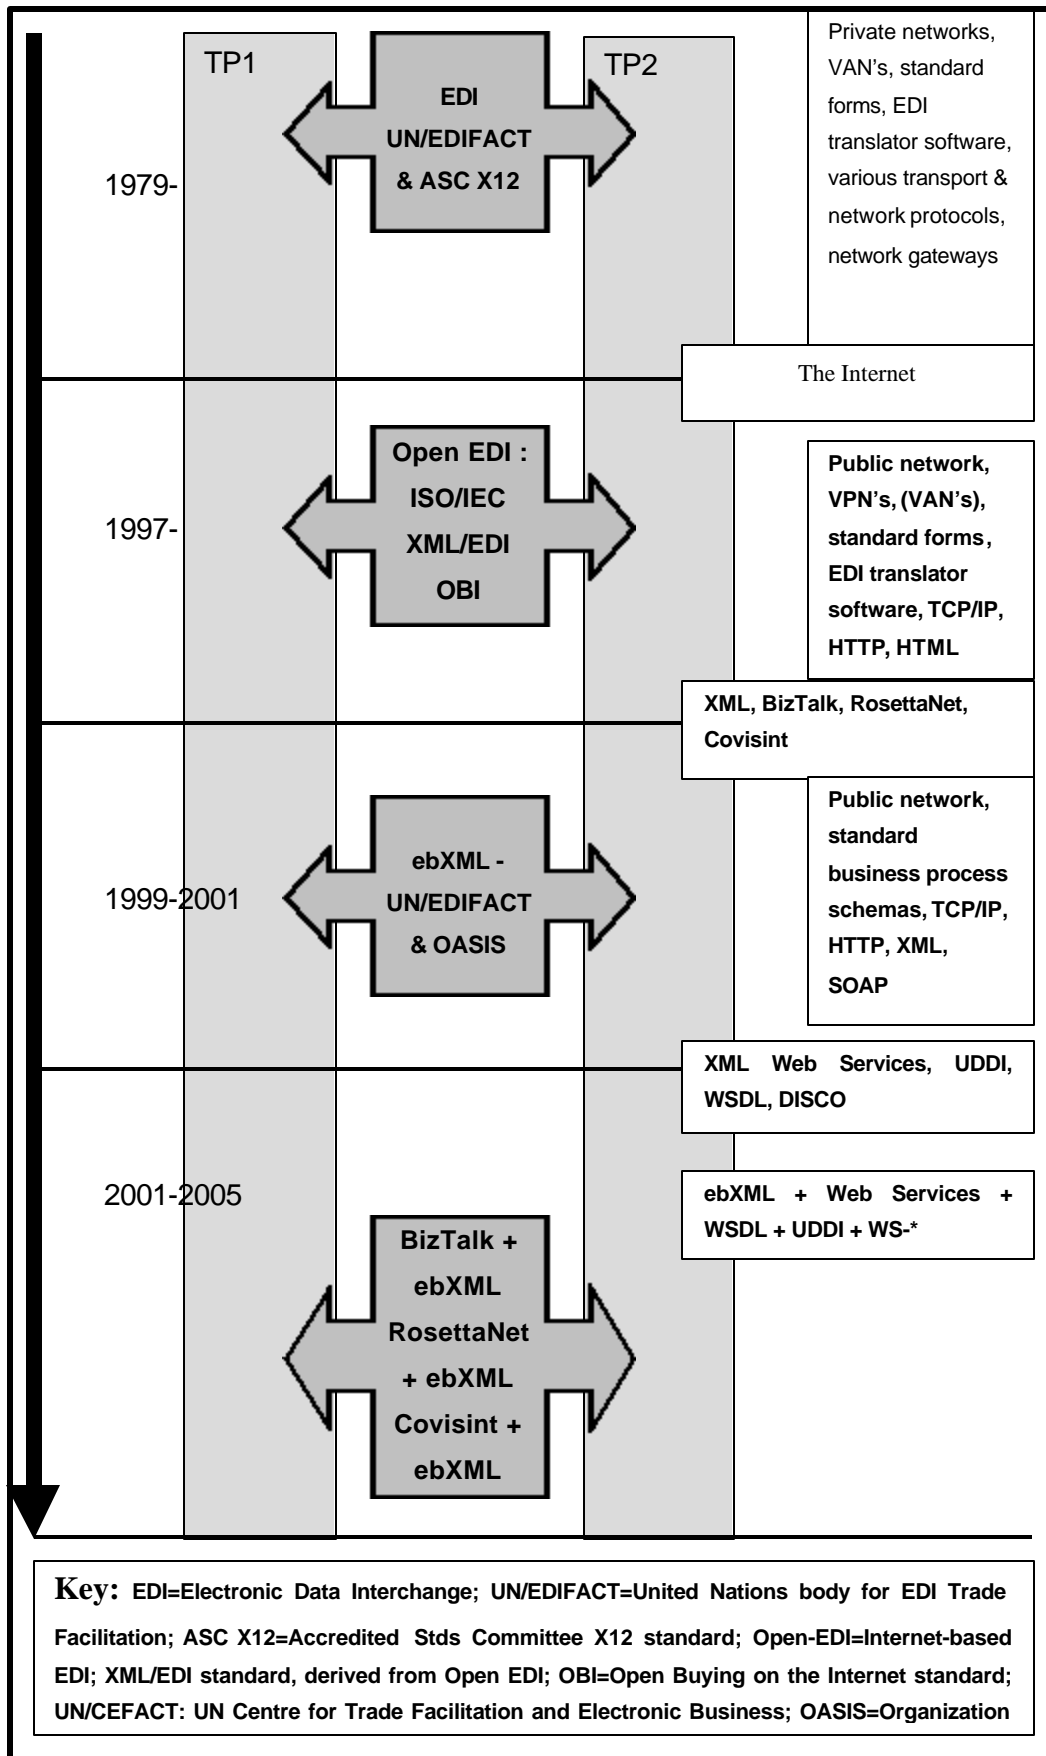 TP1
TP2
EDI
UN/EDIFACT
& ASC X12
1979-
Private networks,
VAN's, standard
forms, EDI
translator software,
various transport &
network protocols,
network gateways
The Internet
1997-
Open EDI :
ISO/IEC
XML/EDI
OBI
Public network,
VPN's, (VAN's),
standard forms,
EDI translator
software, TCP/IP,
HTTP, HTML
XML, BizTalk, RosettaNet,
Covisint
1999-2001
ebXML -
UN/EDIFACT
& OASIS
Public network,
standard
business process
schemas, TCP/IP,
HTTP, XML,
SOAP
XML Web Services, UDDI,
WSDL, DISCO
2001-2005
ebXML + Web Services +
WSDL + UDDI + WS-*
BizTalk +
ebXML
RosettaNet
+ ebXML
Covisint +
ebXML
Key: EDI=Electronic Data Interchange; UN/EDIFACT=United Nations body for EDI Trade
Facilitation; ASC X12=Accredited Stds Committee X12 standard; Open-EDI=Internet-based
EDI; XML/EDI standard, derived from Open EDI; OBI=Open Buying on the Internet standard;
UN/CEFACT: UN Centre for Trade Facilitation and Electronic Business; OASIS=Organization